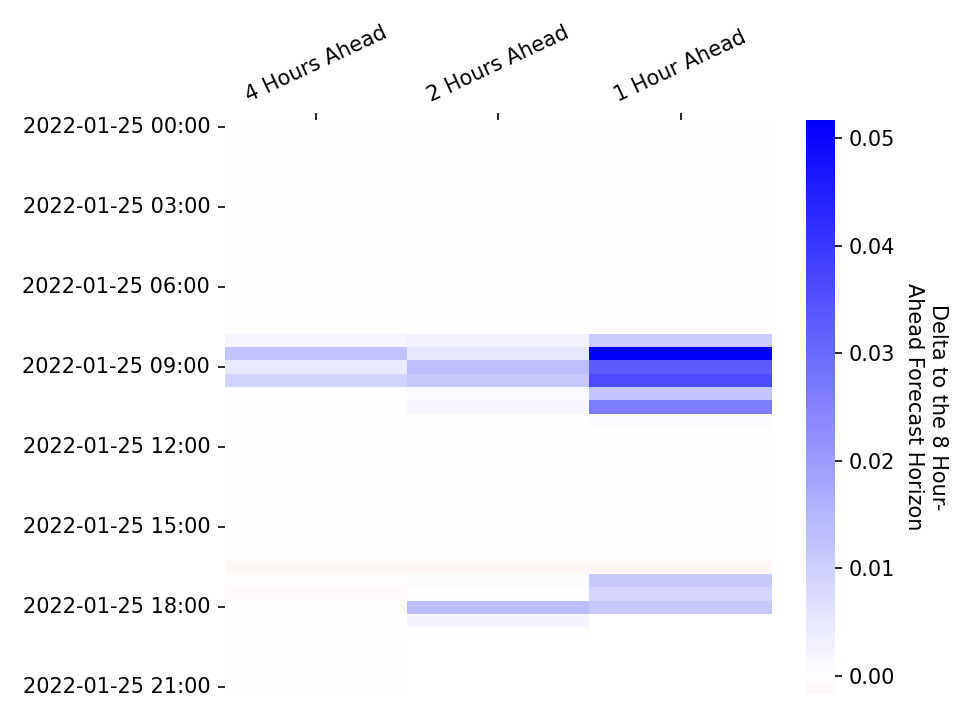 4 Hours Ahead
2 Hours Ahead
1 Hour Ahead
2022-01-25 00:00
2022-01-25 03:00
2022-01-25 06:00
2022-01-25 09:00
2022-01-25 12:00
2022-01-25 15:00
2022-01-25 18:00
2022-01-25 21:00
0.05
0.04
0.03
0.02
0.01
0.00
Delta to the 8 Hour-
Ahead Forecast Horizon